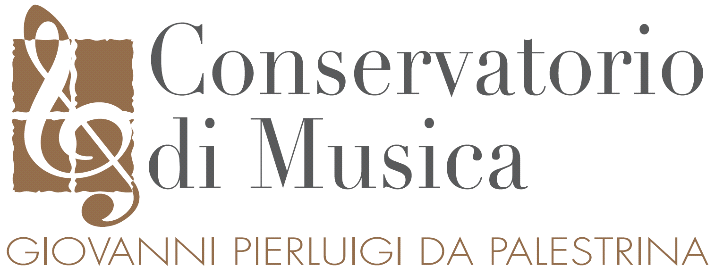 Conservatorio
di Musica
GIOVANNI PIERLUIGI DA PALESTRINA